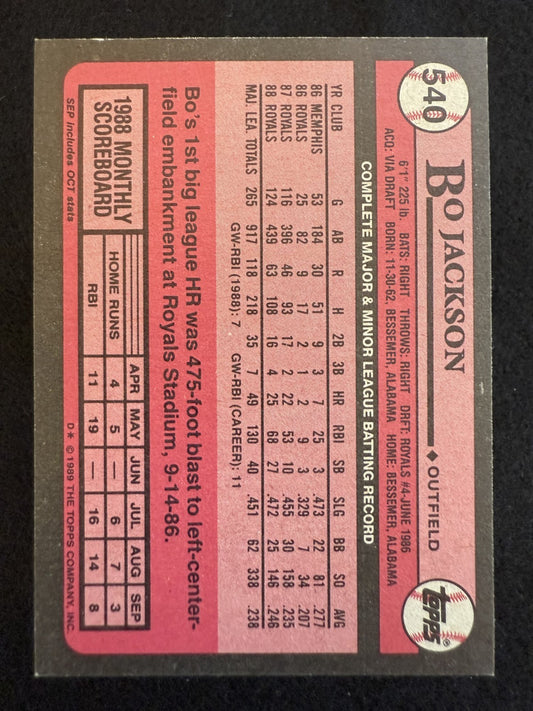 540
BO JACKSON
◆ OUTFIELD
TOPPS®
6'1" 225 lb. BATS: RIGHT THROWS: RIGHT DRFT: ROYALS #4-JUNE 1986
ACQ: VIA DRAFT BORN: 11-30-62, BESSEMER, ALABAMA HOME: BESSEMER, ALABAMA
COMPLETE MAJOR & MINOR LEAGUE BATTING RECORD
YR CLUB G AB R H 2B 3B HR RBI SB SLG BB SO AVG
86 MEMPHIS 53 184 30 51 9 3 7 25 3 .473 22 81 .277
86 ROYALS 25 82 9 17 2 1 2 9 3 .329 7 34 .207
87 ROYALS 116 396 46 93 17 2 22 53 10 .455 30 158 .235
88 ROYALS 124 439 63 108 16 4 25 68 27 .472 25 146 .246
MAJ. LEA. TOTALS 265 917 118 218 35 7 49 130 40 .451 62 338 .238
GW-RBI (1988): 7 GW-RBI (CAREER): 11
Bo's 1st big league HR was 475-foot blast to left-center-
field embankment at Royals Stadium, 9-14-86.
1988 MONTHLY
SCOREBOARD
APR MAY JUN JUL AUG SEP
HOME RUNS 4 5 — 6 7 3
RBI 11 19 — 16 14 8
SEP includes OCT stats
D* © 1989 THE TOPPS COMPANY, INC.